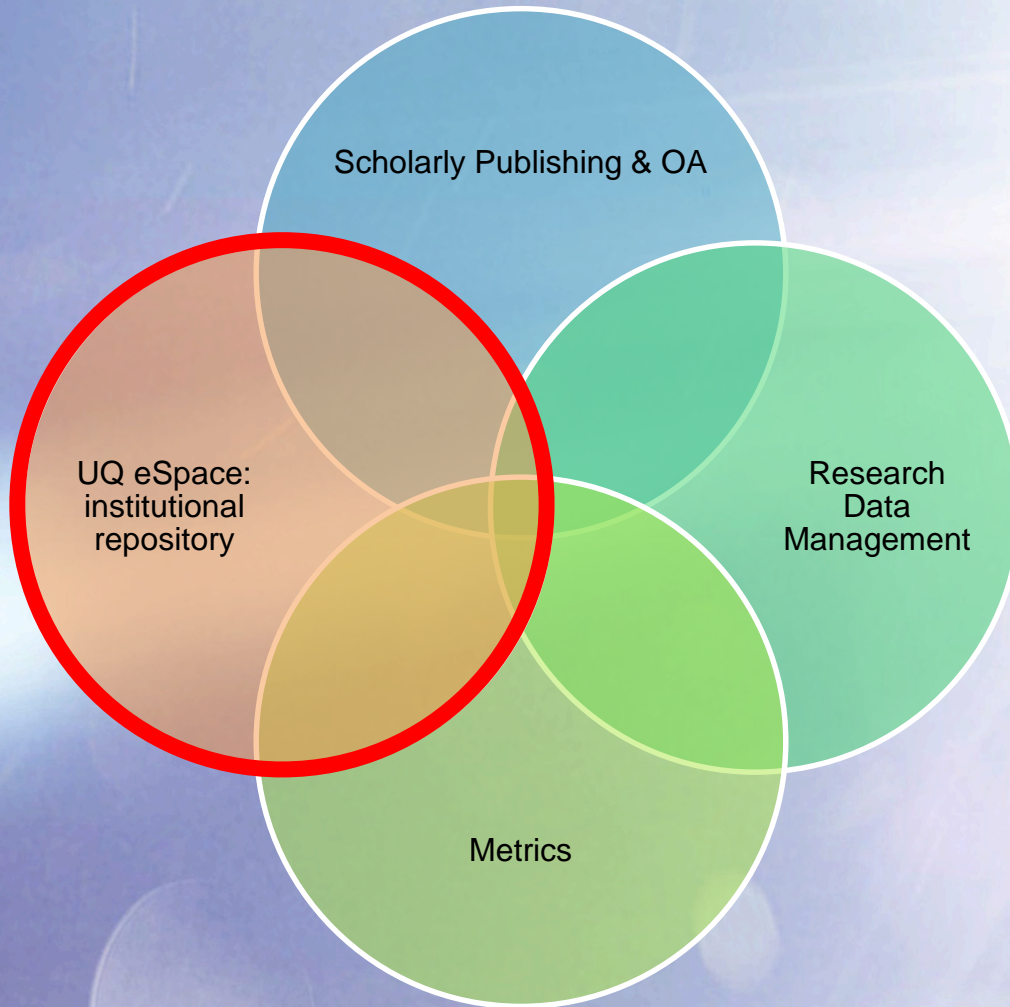 Scholarly Publishing & OA
UQ eSpace:
institutional
repository
Research
Data
Management
Metrics